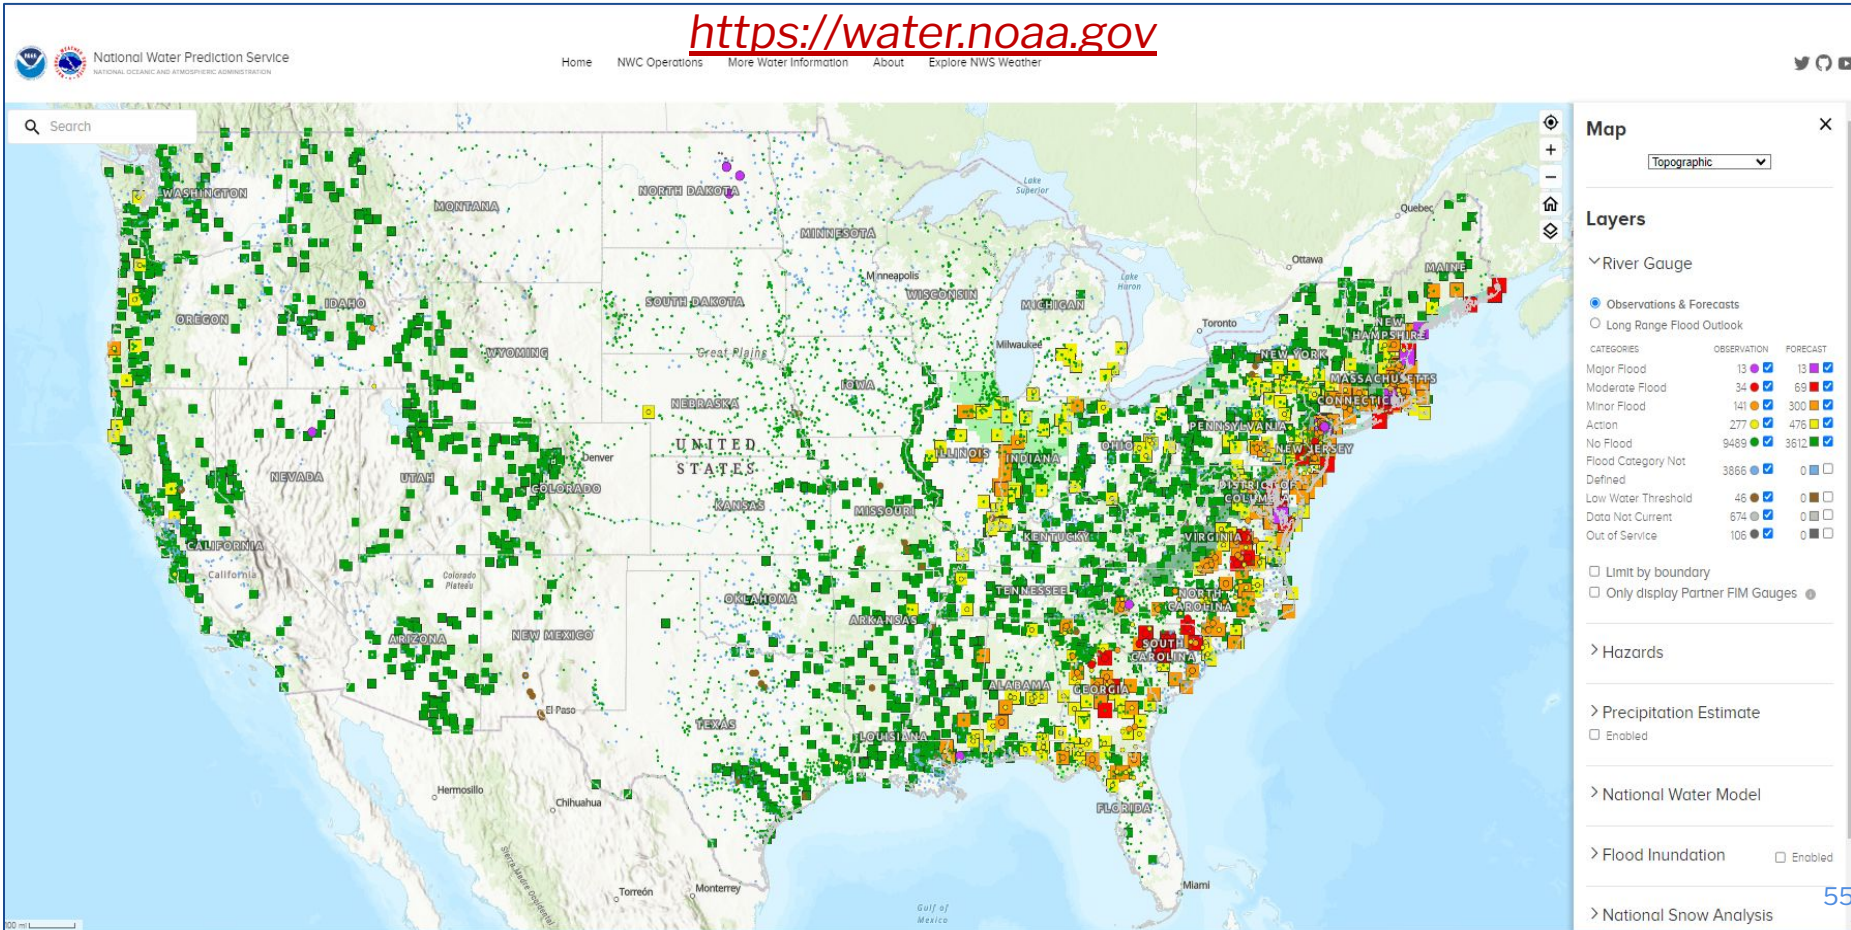 https://water.noaa.gov
National Water Prediction Service
NATIONAL OCEANIC AND ATMOSPHERIC ADMINISTRATION
Home NWC Operations More Water Information About Explore NWS Weather
Search
Map
Topographic
Layers
River Gauge
Observations & Forecasts
Long Range Flood Outlook
CATEGORIES OBSERVATION FORECAST
Major Flood 13 13
Moderate Flood 34 69
Minor Flood 141 300
Action 277 476
No Flood 9489 3612
Flood Category Not
Defined 3866 0
Low Water Threshold 46 0
Data Not Current 674 0
Out of Service 106 0
Limit by boundary
Only display Partner FIM Gauges
Hazards
Precipitation Estimate
Enabled
National Water Model
Flood Inundation Enabled
National Snow Analysis
55
WASHINGTON
MONTANA
NORTH DAKOTA
MINNESOTA
Lake
Superior
Quebec
Ottawa
MAINE
Minneapolis
Lake
Huron
OREGON
IDAHO
SOUTH DAKOTA
WISCONSIN
MICHIGAN
Toronto
NEW
HAMPSHIRE
WYOMING
Great Plains
Milwaukee
NEW YORK
MASSACHUSETTS
CONNECTICUT
IOWA
NEBRASKA
PENNSYLVANIA
UNITED
STATES
ILLINOIS
INDIANA
OHIO
NEW JERSEY
Denver
NEVADA
UTAH
COLORADO
DISTRICT OF
COLUMBIA
KANSAS
MISSOURI
KENTUCKY
VIRGINIA
CALIFORNIA
California
Colorado
Plateau
OKLAHOMA
TENNESSEE
NORTH
CAROLINA
ARKANSAS
ARIZONA
NEW MEXICO
SOUTH
CAROLINA
ALABAMA
GEORGIA
El Paso
TEXAS
LOUISIANA
Hermosillo
Chihuahua
FLORIDA
Sierra Madre Occidental
Torreón
Monterrey
Gulf of
Mexico
Miami